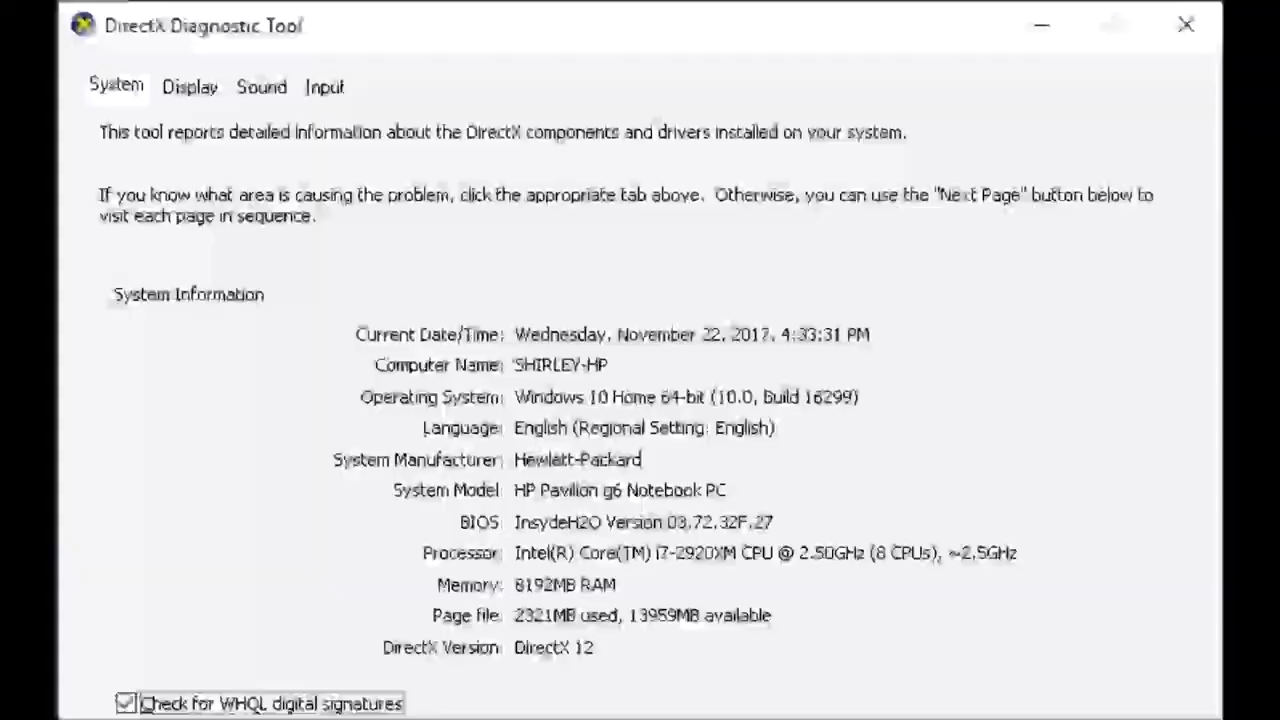 DirectX Diagnostic Tool
System Display Sound Input
This tool reports detailed information about the DirectX components and drivers installed on your system.
If you know what area is causing the problem, click the appropriate tab above. Otherwise, you can use the "Next Page" button below to
visit each page in sequence.
System Information
Current Date/Time: Wednesday, November 22, 2017, 4:33:31 PM
Computer Name: SHIRLEY-HP
Operating System: Windows 10 Home 64-bit (10.0, Build 16299)
Language: English (Regional Setting: English)
System Manufacturer: Hewlett-Packard
System Model: HP Pavilion g6 Notebook PC
BIOS: InsydeH2O Version 03.72.32F.27
Processor: Intel(R) Core(TM) i7-2920XM CPU @ 2.50GHz (8 CPUs), ~2.5GHz
Memory: 8192MB RAM
Page file: 2321MB used, 13959MB available
DirectX Version: DirectX 12
Check for WHQL digital signatures